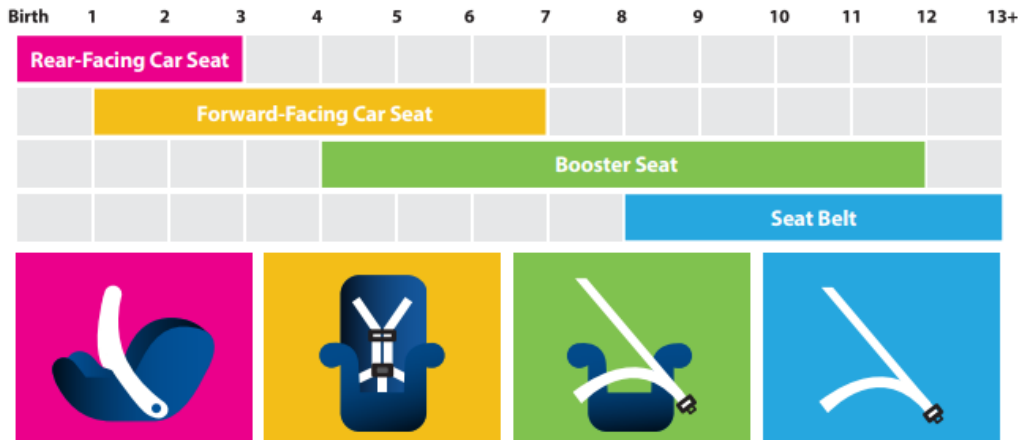 Birth 1 2 3 4 5 6 7 8 9 10 11 12 13+
Rear-Facing Car Seat
Forward-Facing Car Seat
Booster Seat
Seat Belt